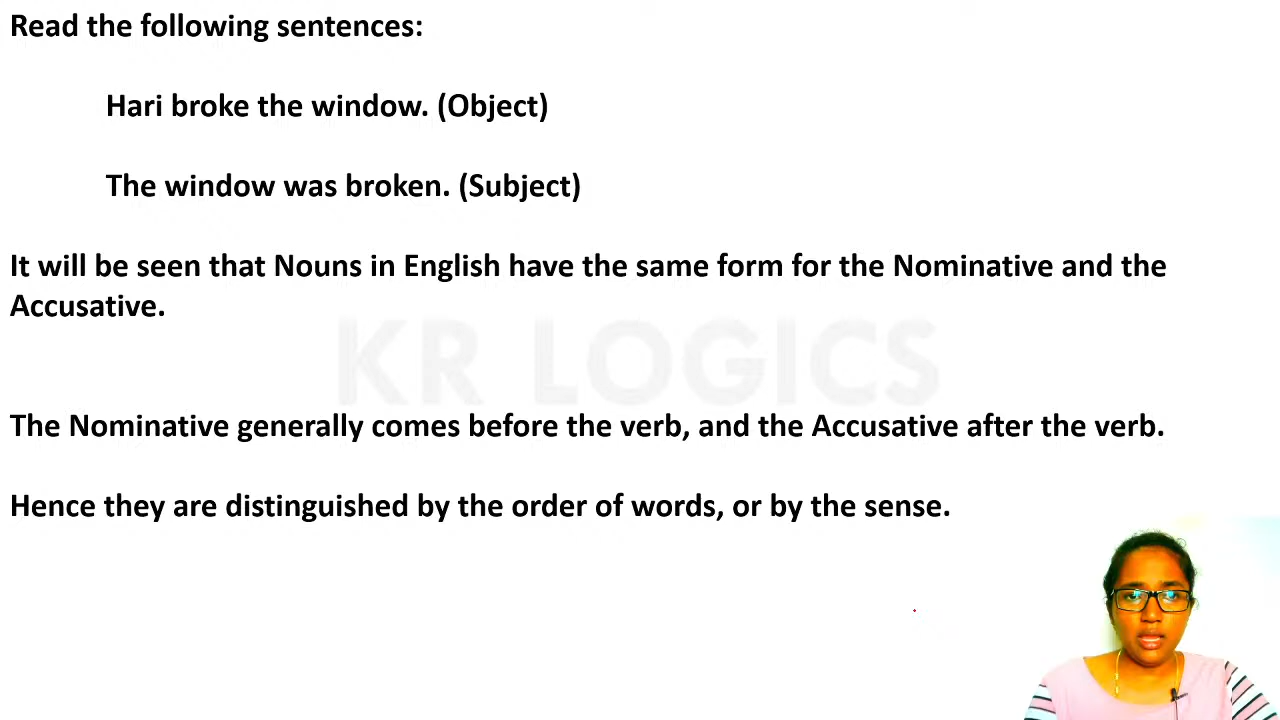 Read the following sentences:
Hari broke the window. (Object)
The window was broken. (Subject)
It will be seen that Nouns in English have the same form for the Nominative and the
Accusative.
KR LOGICS
The Nominative generally comes before the verb, and the Accusative after the verb.
Hence they are distinguished by the order of words, or by the sense.